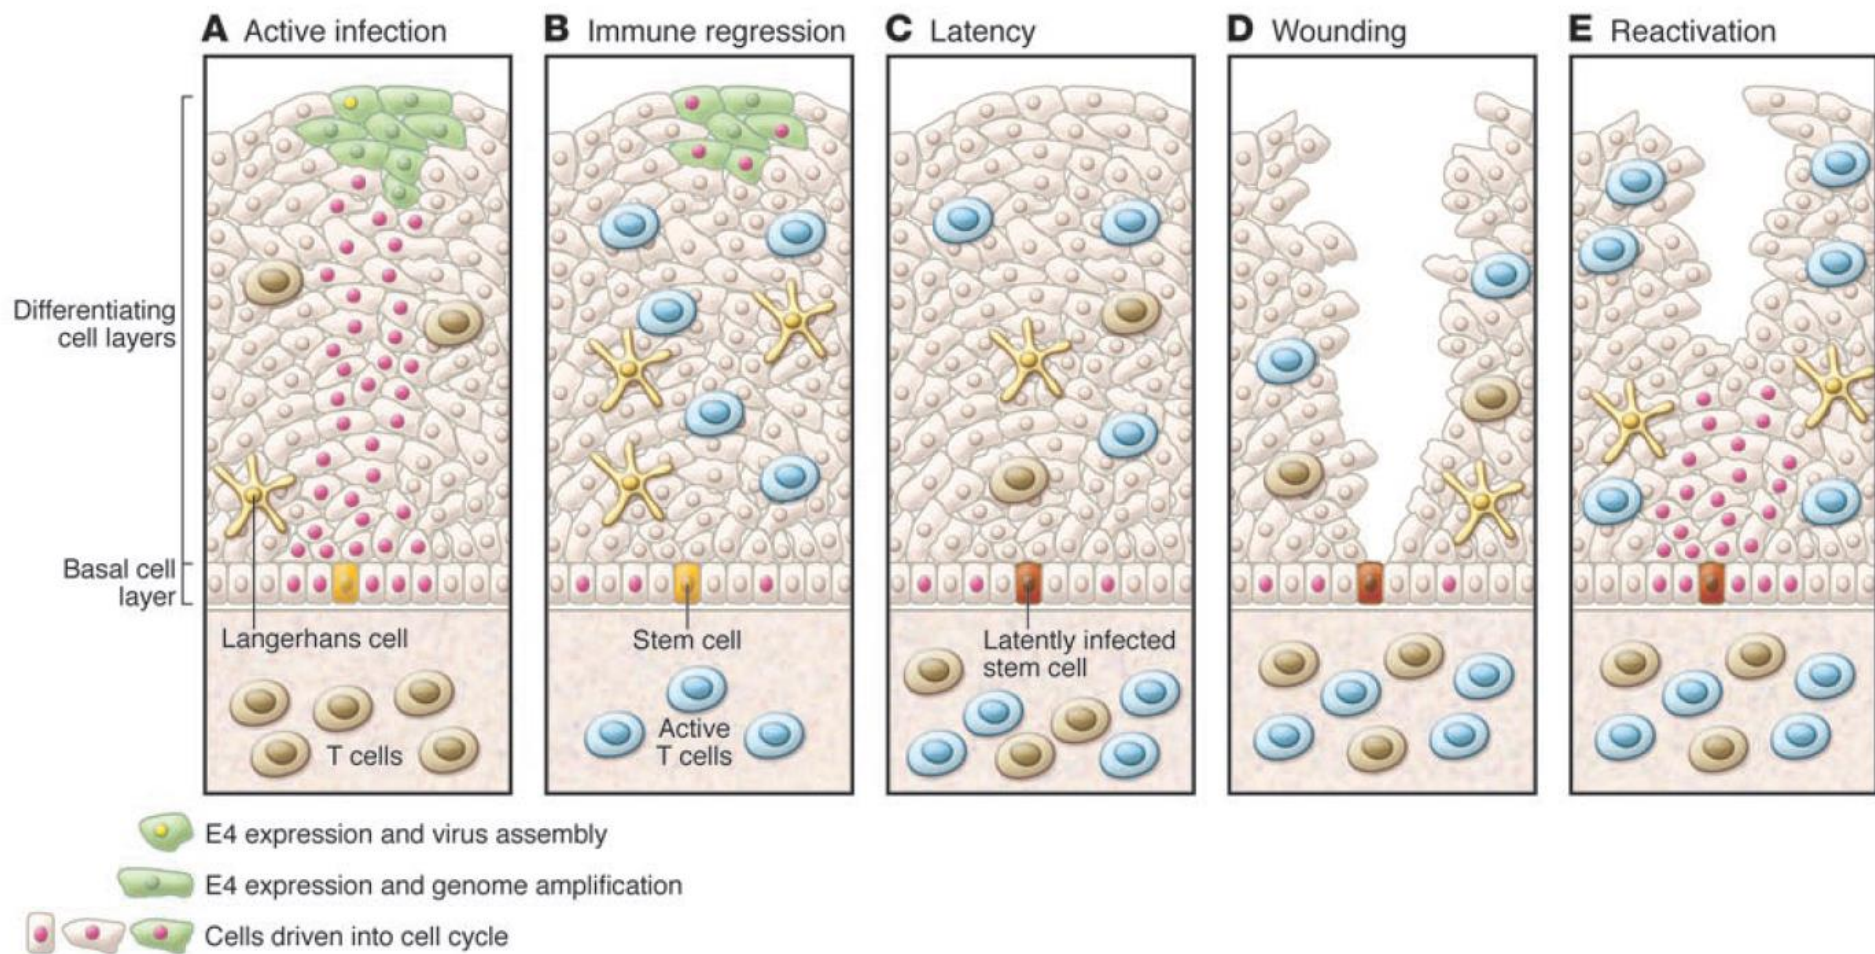 A Active infection
B Immune regression
C Latency
D Wounding
E Reactivation
Differentiating
cell layers
Basal cell
layer
Langerhans cell
T cells
Stem cell
Active
T cells
Latently infected
stem cell
E4 expression and virus assembly
E4 expression and genome amplification
Cells driven into cell cycle